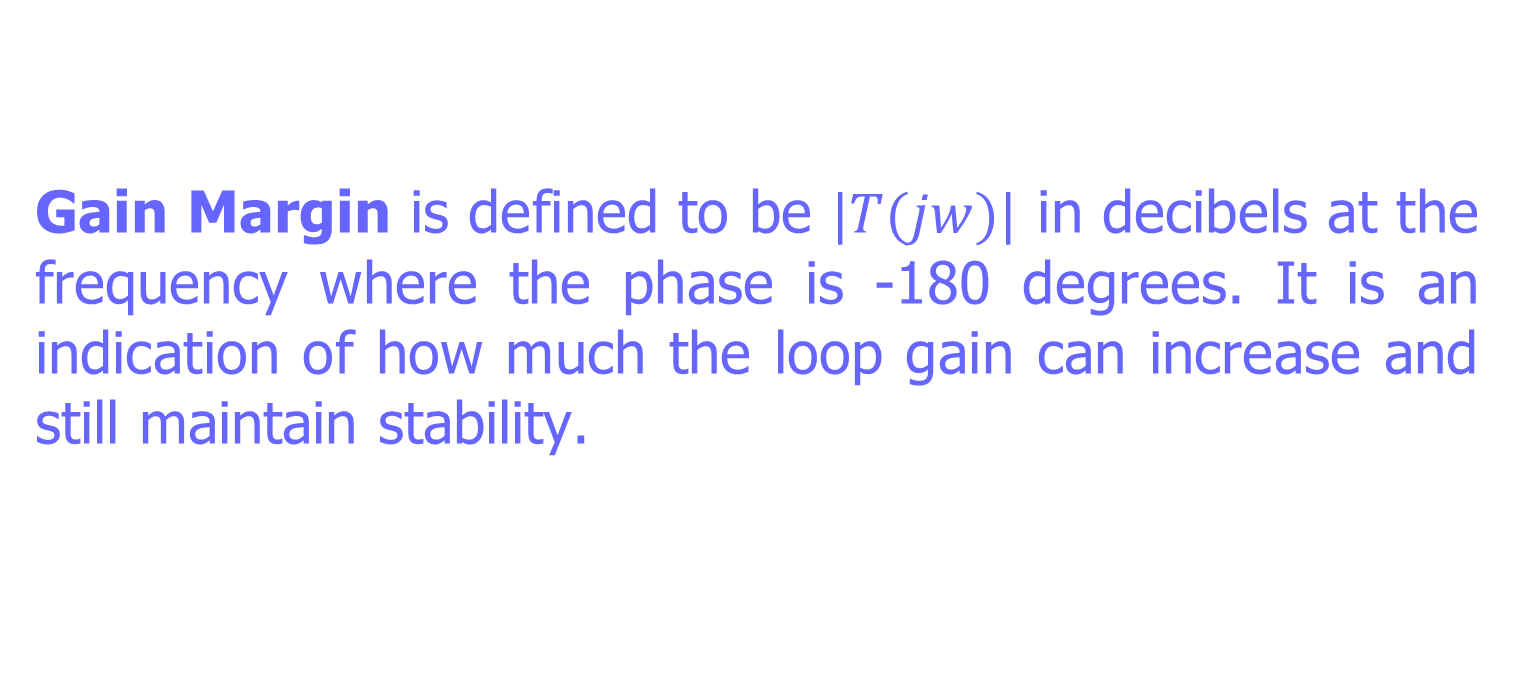 Gain Margin is defined to be |T(jw)| in decibels at the
frequency where the phase is -180 degrees. It is an
indication of how much the loop gain can increase and
still maintain stability.